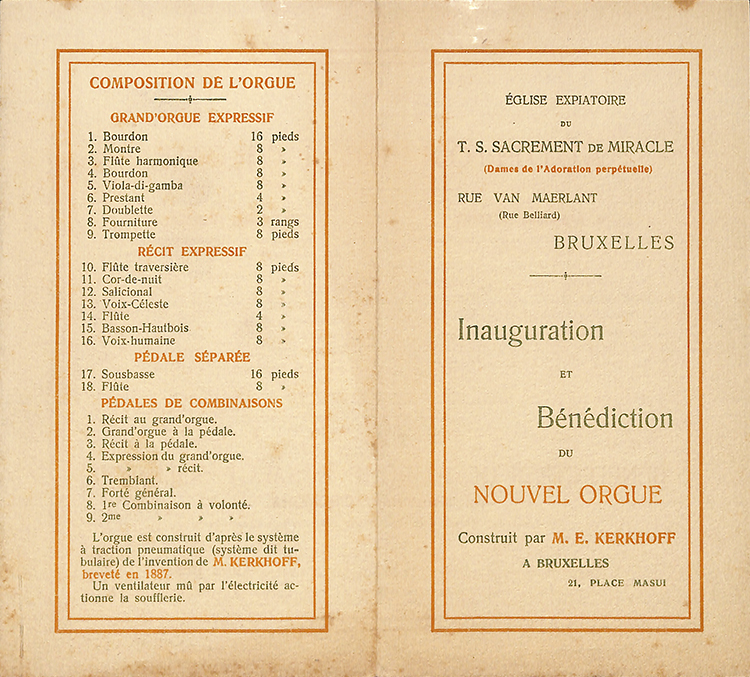 COMPOSITION DE L'ORGUE
GRAND'ORGUE EXPRESSIF
1. Bourdon 16 pieds
2. Montre 8 »
3. Flûte harmonique 8 »
4. Bourdon 8 »
5. Viola-di-gamba 8 »
6. Prestant 4 »
7. Doublette 2 »
8. Fourniture 3 rangs
9. Trompette 8 pieds
RÉCIT EXPRESSIF
10. Flûte traversière 8 pieds
11. Cor-de-nuit 8 »
12. Salicional 8 »
13. Voix-Céleste 8 »
14. Flûte 4 »
15. Basson-Hautbois 8 »
16. Voix-humaine 8 »
PÉDALE SÉPARÉE
17. Sousbasse 16 pieds
18. Flûte 8 »
PÉDALES DE COMBINAISONS
1. Récit au grand'orgue.
2. Grand'orgue à la pédale.
3. Récit à la pédale.
4. Expression du grand'orgue.
5. » » récit.
6. Tremblant.
7. Forté général.
8. 1re Combinaison à volonté.
9. 2me » » »
L'orgue est construit d'après le système
à traction pneumatique (système dit tu-
bulaire) de l'invention de M. KERKHOFF,
breveté en 1887.
Un ventilateur mû par l'électricité ac-
tionne la soufflerie.
ÉGLISE EXPIATOIRE
DU
T. S. SACREMENT DE MIRACLE
(Dames de l'Adoration perpétuelle)
RUE VAN MAERLANT
(Rue Belliard)
BRUXELLES
Inauguration
ET
Bénédiction
DU
NOUVEL ORGUE
Construit par M. E. KERKHOFF
A BRUXELLES
21, PLACE MASUI